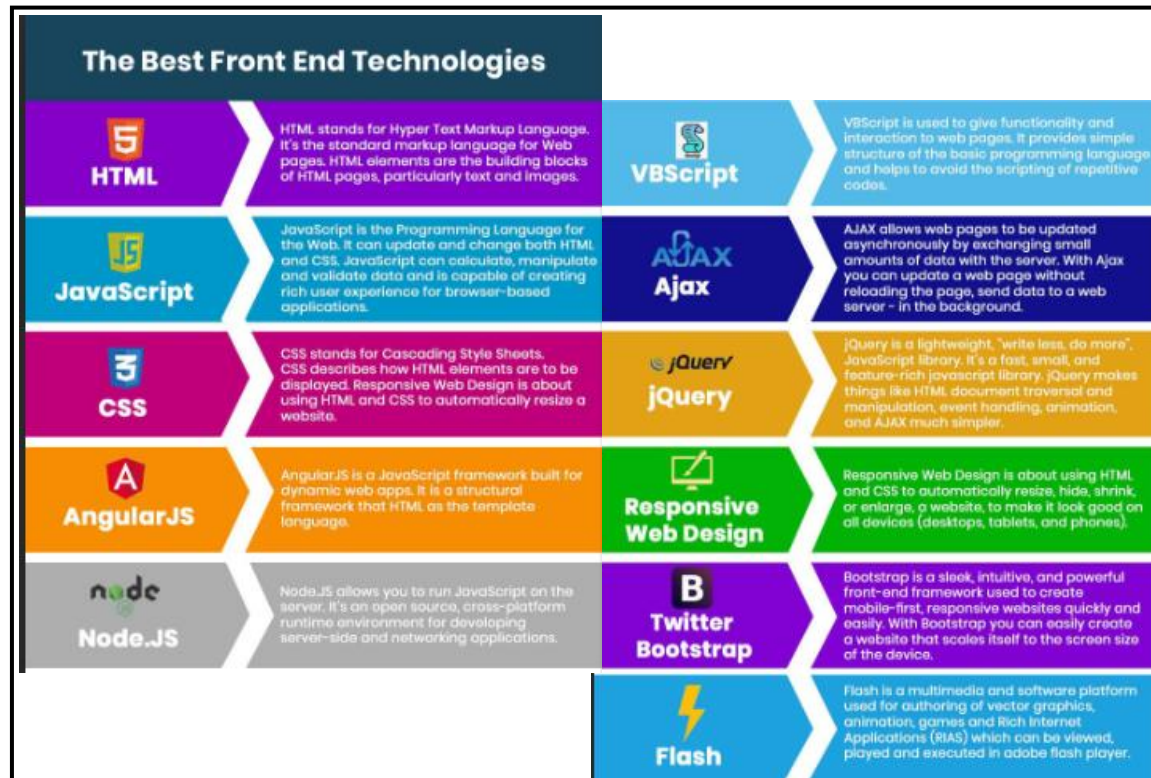 The Best Front End Technologies
5
HTML
HTML stands for Hyper Text Markup Language.
It's the standard markup language for Web
pages. HTML elements are the building blocks
of HTML pages, particularly text and images.
JS
JavaScript
JavaScript is the Programming Language for
the Web. It can update and change both HTML
and CSS. JavaScript can calculate, manipulate
and validate data and is capable of creating
rich user experience for browser-based
applications.
3
CSS
CSS stands for Cascading Style Sheets.
CSS describes how HTML elements are to be
displayed. Responsive Web Design is about
using HTML and CSS to automatically resize a
website.
A
AngularJS
AngularJS is a JavaScript framework built for
dynamic web apps. It is a structural
framework that HTML as the template
language.
node
Node.JS
Node.JS allows you to run JavaScript on the
server. It's an open source, cross-platform
runtime environment for developing
server-side and networking applications.
VBScript
VBScript is used to give functionality and
interaction to web pages. It provides simple
structure of the basic programming language
and helps to avoid the scripting of repetitive
codes.
AJAX
Ajax
AJAX allows web pages to be updated
asynchronously by exchanging small
amounts of data with the server. With Ajax
you can update a web page without
reloading the page, send data to a web
server - in the background.
jQuery
jQuery
jQuery is a lightweight, "write less, do more",
JavaScript library. It's a fast, small, and
feature-rich javascript library. jQuery makes
things like HTML document traversal and
manipulation, event handling, animation,
and AJAX much simpler.
Responsive
Web Design
Responsive Web Design is about using HTML
and CSS to automatically resize, hide, shrink,
or enlarge, a website, to make it look good on
all devices (desktops, tablets, and phones).
B
Twitter
Bootstrap
Bootstrap is a sleek, intuitive, and powerful
front-end framework used to create
mobile-first, responsive websites quickly and
easily. With Bootstrap you can easily create
a website that scales itself to the screen size
of the device.
Flash
Flash is a multimedia and software platform
used for authoring of vector graphics,
animation, games and Rich Internet
Applications (RIAS) which can be viewed,
played and executed in adobe flash player.